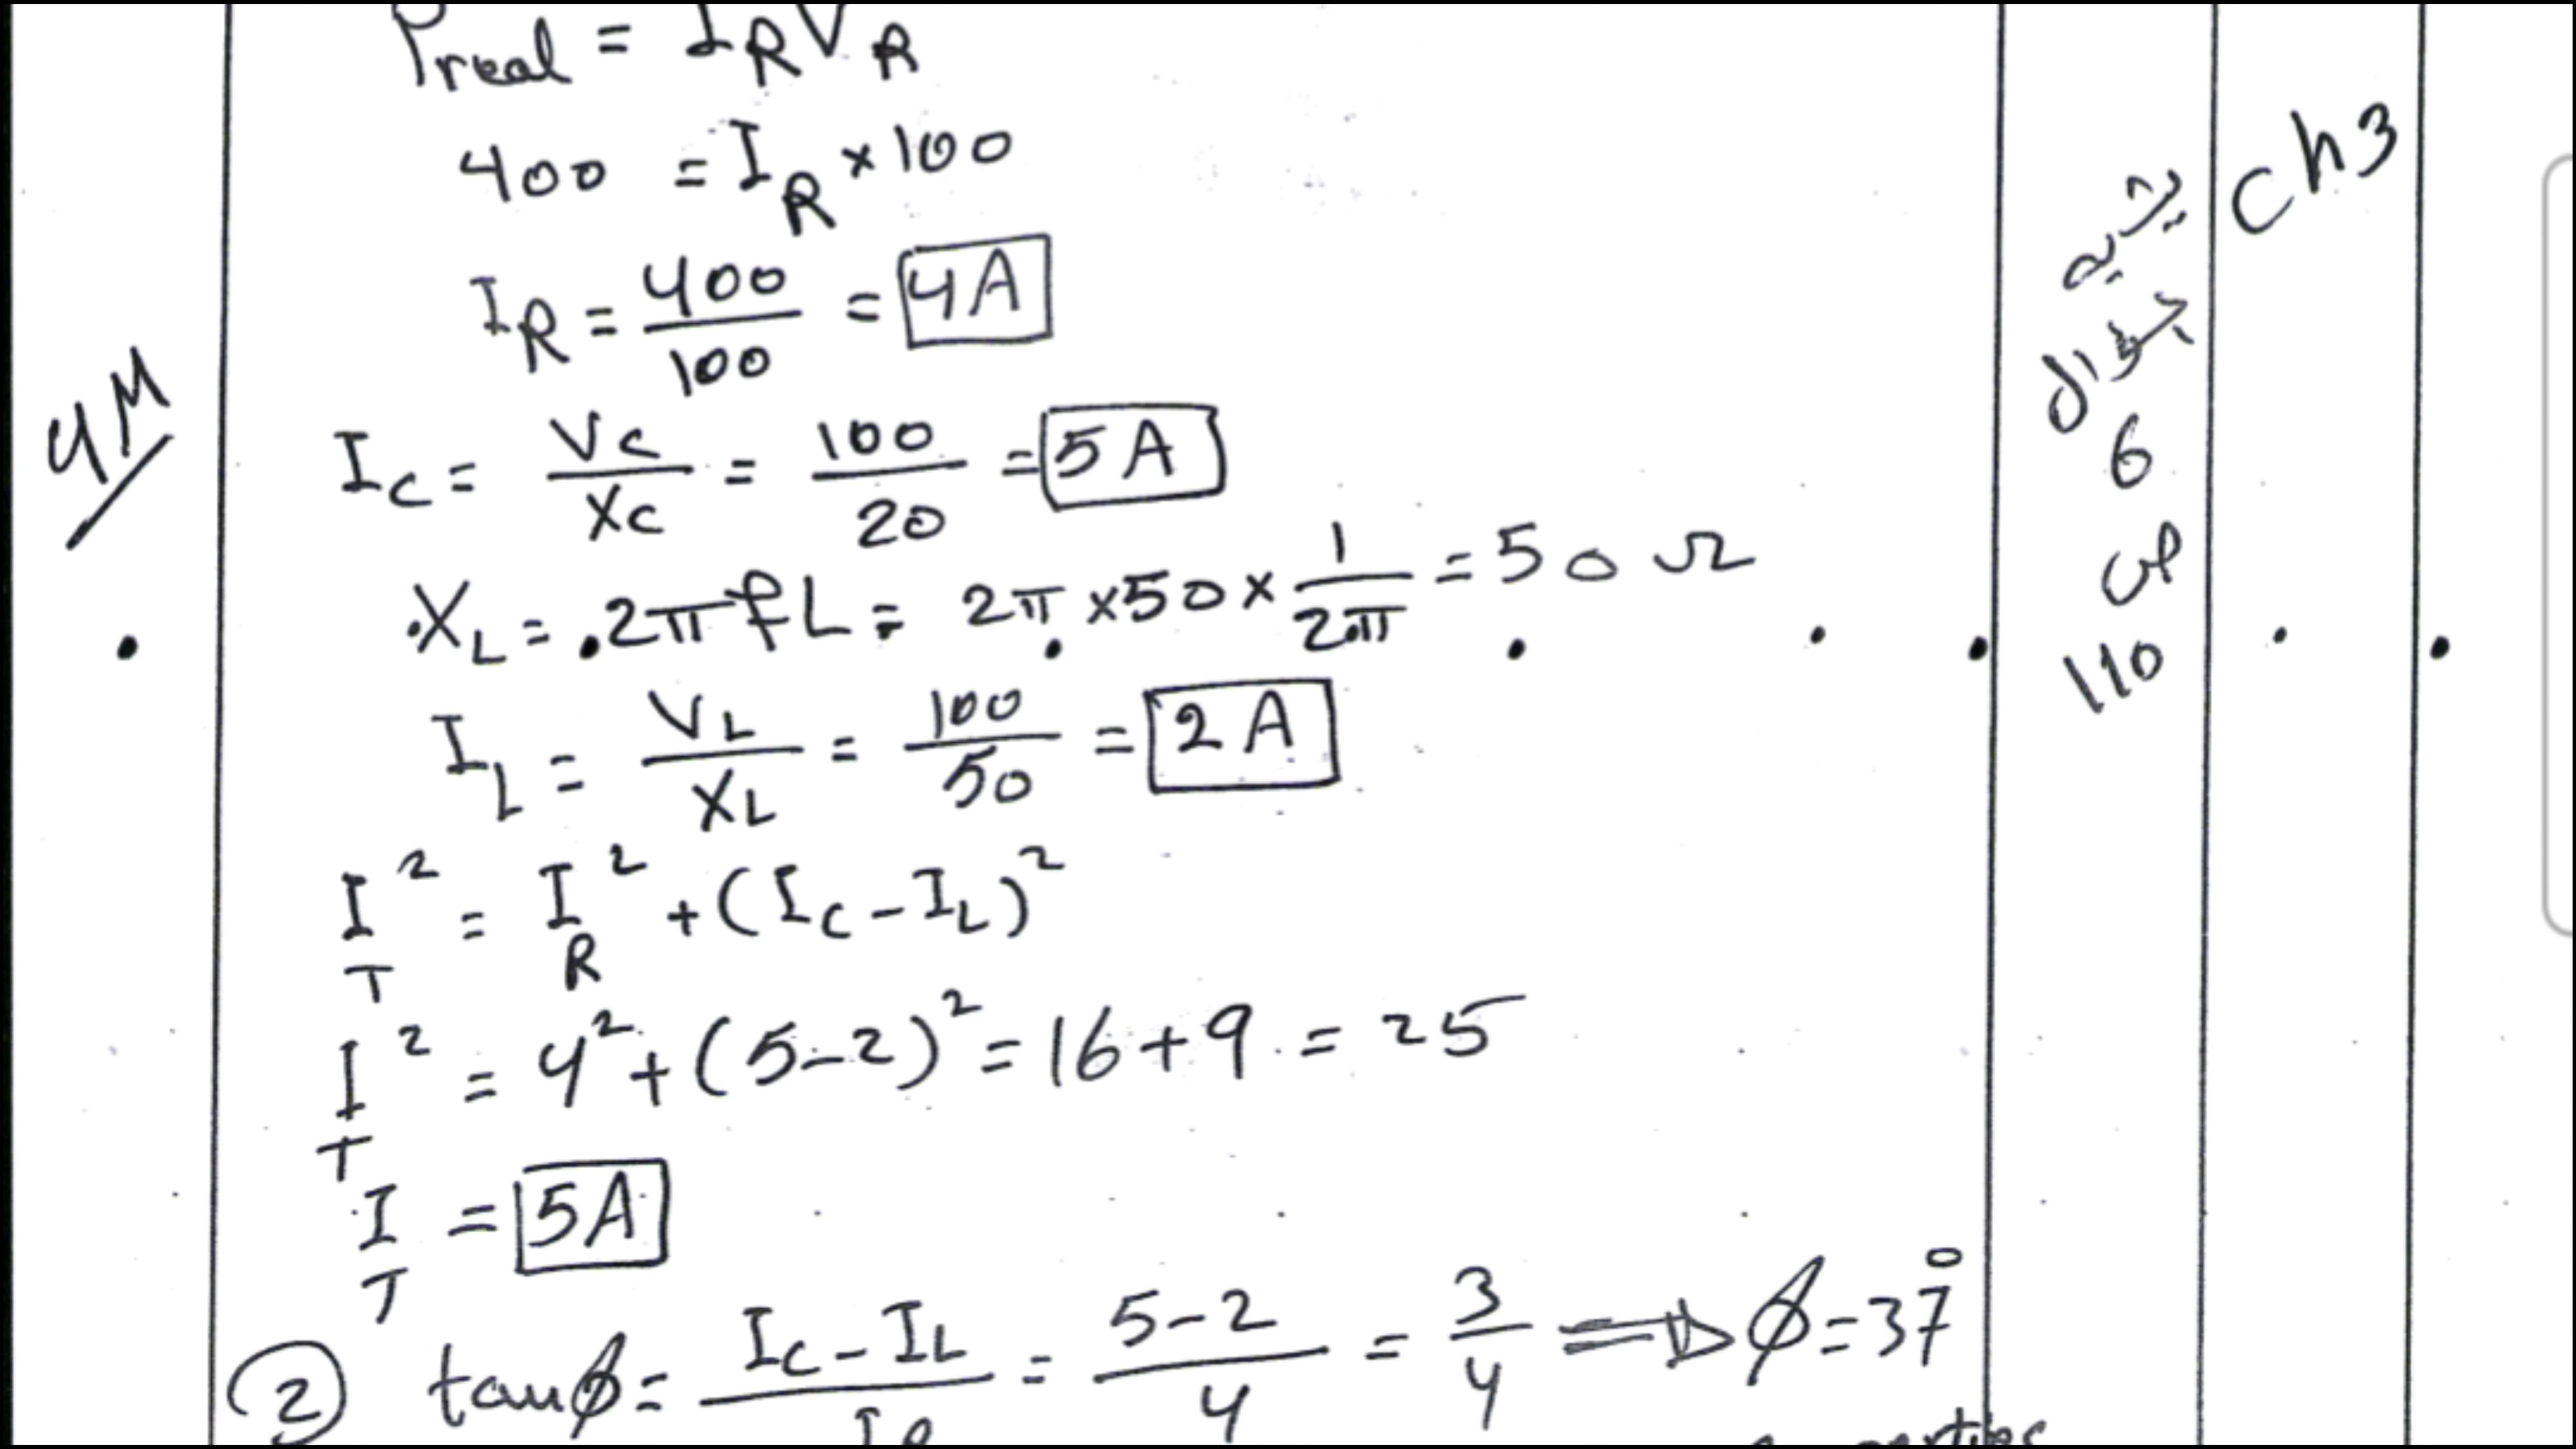 Preal = IR VR
400 = IR × 100
IR = 400/100 = 4A
4M
IC = VC/XC = 100/20 = 5A
XL = 2πfL = 2π × 50 × 1/2π = 50 Ω
IL = VL/XL = 100/50 = 2A
IT² = IR² + (IC - IL)²
IT² = 4² + (5-2)² = 16+9 = 25
IT = 5A
② tanϕ = IC - IL/IR = 5-2/4 = 3/4 ⇒ ϕ = 37°
6
ص
110
Ch3